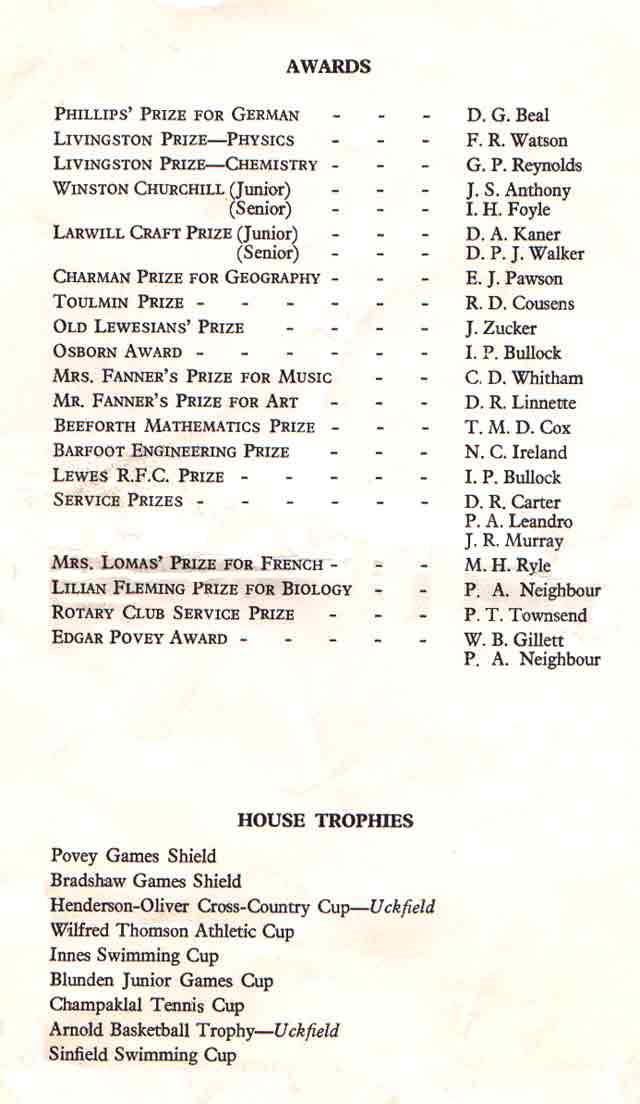 AWARDS
PHILLIPS' PRIZE FOR GERMAN - - - D. G. Beal
LIVINGSTON PRIZE—PHYSICS - - - F. R. Watson
LIVINGSTON PRIZE—CHEMISTRY - - - G. P. Reynolds
WINSTON CHURCHILL (Junior) - - - J. S. Anthony
(Senior) - - - I. H. Foyle
LARWILL CRAFT PRIZE (Junior) - - - D. A. Kaner
(Senior) - - - D. P. J. Walker
CHARMAN PRIZE FOR GEOGRAPHY - - - E. J. Pawson
TOULMIN PRIZE - - - - - - R. D. Cousens
OLD LEWESIANS' PRIZE - - - - J. Zucker
OSBORN AWARD - - - - - - I. P. Bullock
MRS. FANNER'S PRIZE FOR MUSIC - - C. D. Whitham
MR. FANNER'S PRIZE FOR ART - - - D. R. Linnette
BEEFORTH MATHEMATICS PRIZE - - - T. M. D. Cox
BARFOOT ENGINEERING PRIZE - - - N. C. Ireland
LEWES R.F.C. PRIZE - - - - - I. P. Bullock
SERVICE PRIZES - - - - - - D. R. Carter
P. A. Leandro
J. R. Murray
MRS. LOMAS' PRIZE FOR FRENCH - - - M. H. Ryle
LILIAN FLEMING PRIZE FOR BIOLOGY - - P. A. Neighbour
ROTARY CLUB SERVICE PRIZE - - - P. T. Townsend
EDGAR POVEY AWARD - - - - - W. B. Gillett
P. A. Neighbour
HOUSE TROPHIES
Povey Games Shield
Bradshaw Games Shield
Henderson-Oliver Cross-Country Cup—Uckfield
Wilfred Thomson Athletic Cup
Innes Swimming Cup
Blunden Junior Games Cup
Champaklal Tennis Cup
Arnold Basketball Trophy—Uckfield
Sinfield Swimming Cup